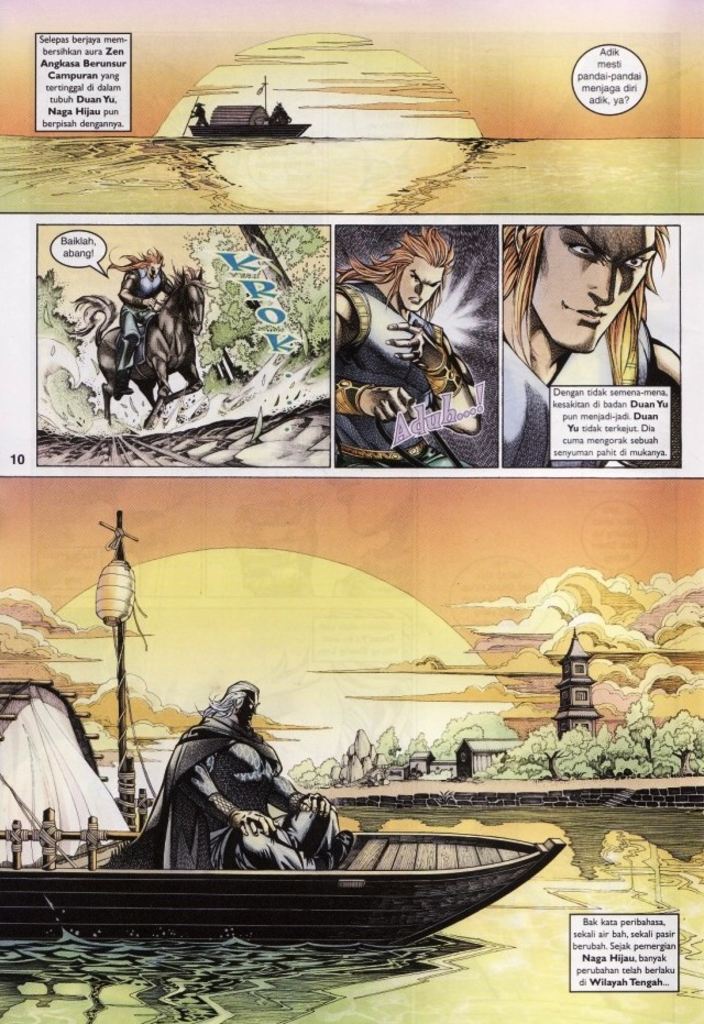 Selepas berjaya mem-
bersihkan aura Zen
Angkasa Berunsur
Campuran yang
tertinggal di dalam
tubuh Duan Yu,
Naga Hijau pun
berpisah dengannya.
Adik
mesti
pandai-pandai
menjaga diri
adik, ya?
Baiklah,
abang!
KROK
Aduh...!
Dengan tidak semena-mena,
kesakitan di badan Duan Yu
pun menjadi-jadi. Duan
Yu tidak terkejut. Dia
cuma mengorak sebuah
senyuman pahit di mukanya.
10
Bak kata peribahasa,
sekali air bah, sekali pasir
berubah. Sejak pemergian
Naga Hijau, banyak
perubahan telah berlaku
di Wilayah Tengah...